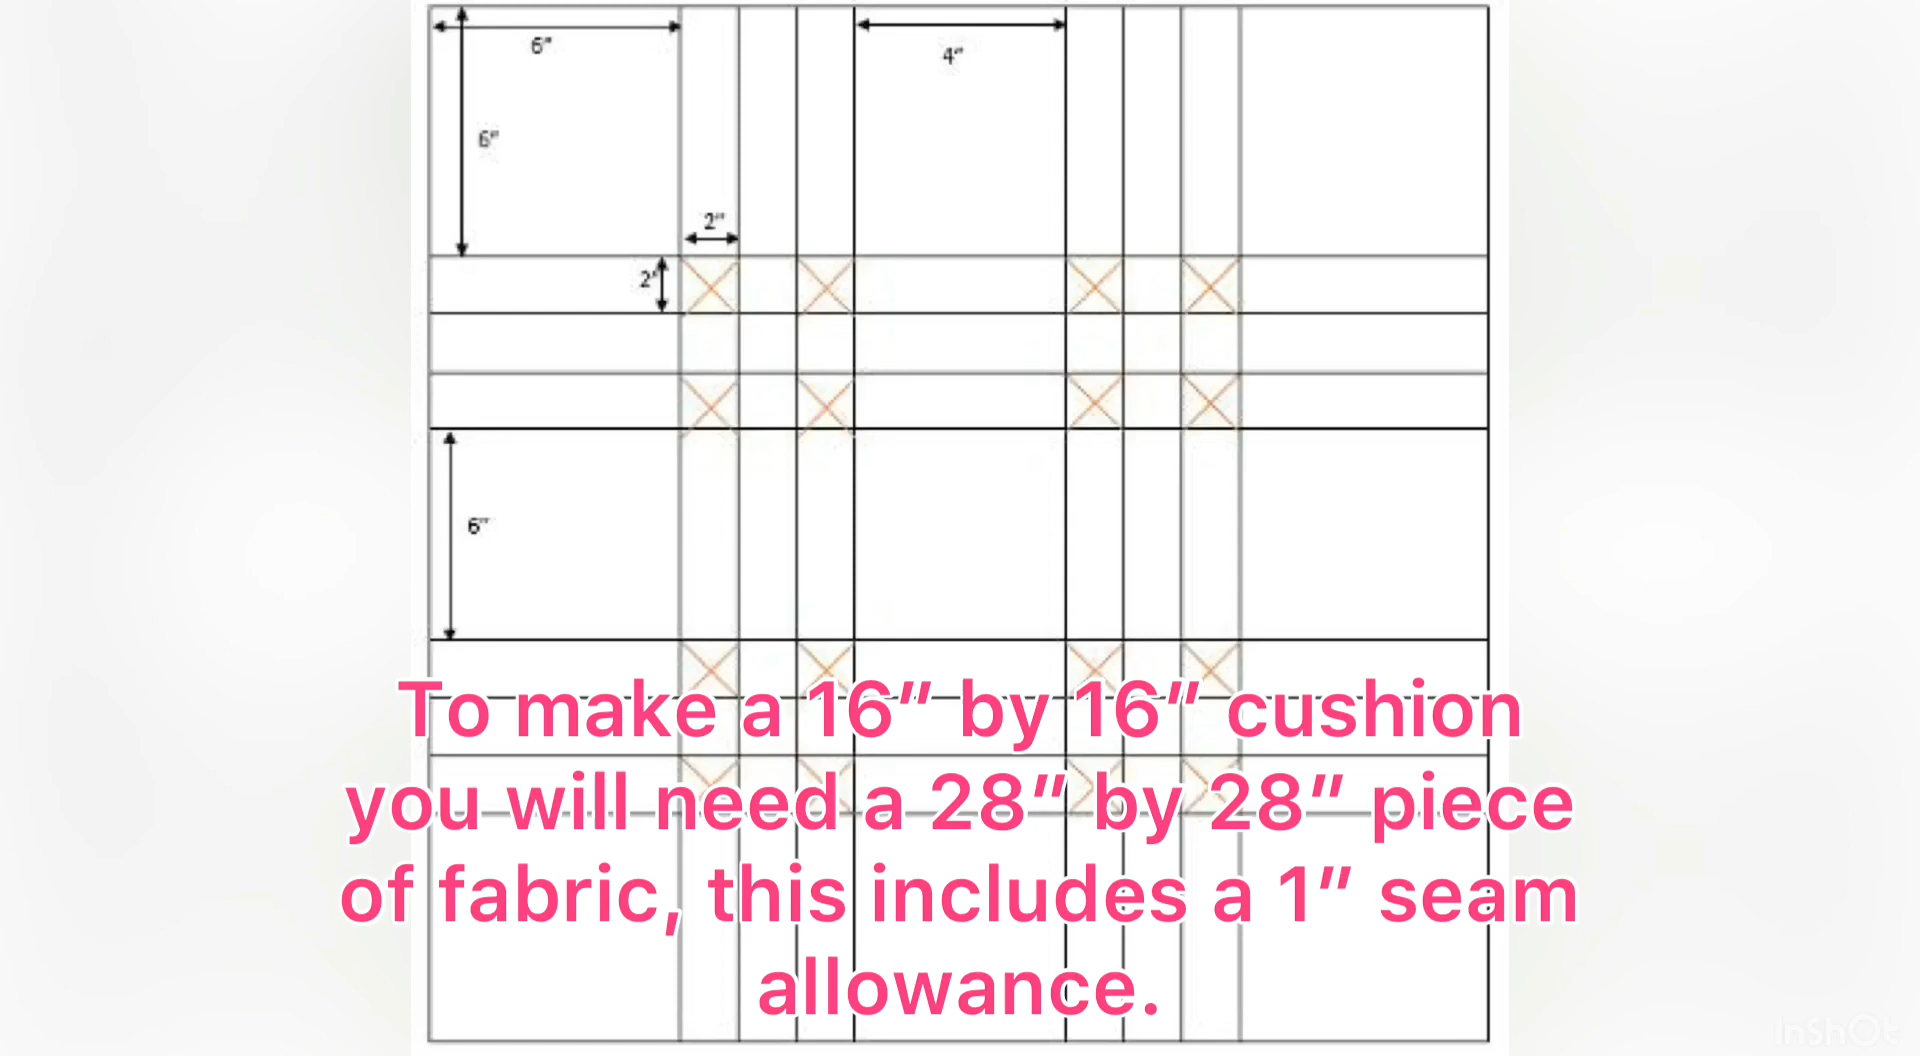 6"
4"
6"
2"
2"
6"
To make a 16" by 16" cushion
you will need a 28" by 28" piece
of fabric, this includes a 1" seam
allowance.
InShOt